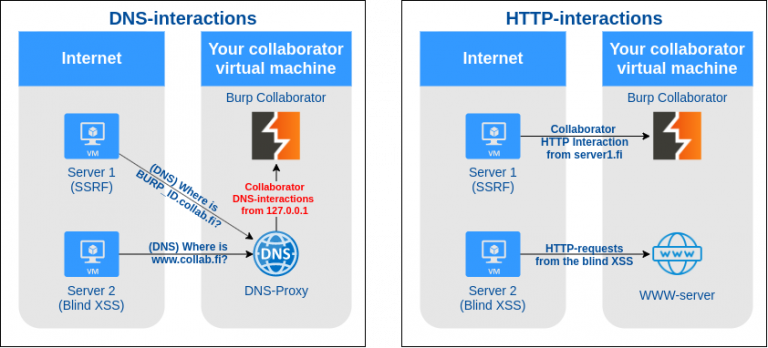 DNS-interactions
Internet
Your collaborator
virtual machine
Burp Collaborator
VM
Server 1
(SSRF)
(DNS) Where is
BURP_ID.collab.fi?
Collaborator
DNS-interactions
from 127.0.0.1
VM
Server 2
(Blind XSS)
(DNS) Where is
www.collab.fi?
DNS
DNS-Proxy
HTTP-interactions
Internet
Your collaborator
virtual machine
Burp Collaborator
VM
Server 1
(SSRF)
Collaborator
HTTP Interaction
from server1.fi
VM
Server 2
(Blind XSS)
HTTP-requests
from the blind XSS
WWW
WWW-server